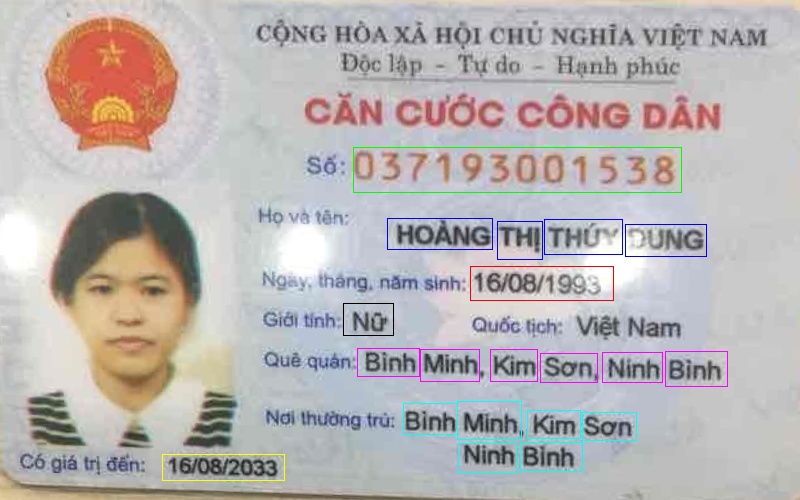 CỘNG HÒA XÃ HỘI CHỦ NGHĨA VIỆT NAM
Độc lập - Tự do - Hạnh phúc
CĂN CƯỚC CÔNG DÂN
Số: 037193001538
Họ và tên: HOÀNG THỊ THÚY DUNG
Ngày, tháng, năm sinh: 16/08/1993
Giới tính: Nữ Quốc tịch: Việt Nam
Quê quán: Bình Minh, Kim Sơn, Ninh Bình
Nơi thường trú: Bình Minh, Kim Sơn
Ninh Bình
Có giá trị đến: 16/08/2033